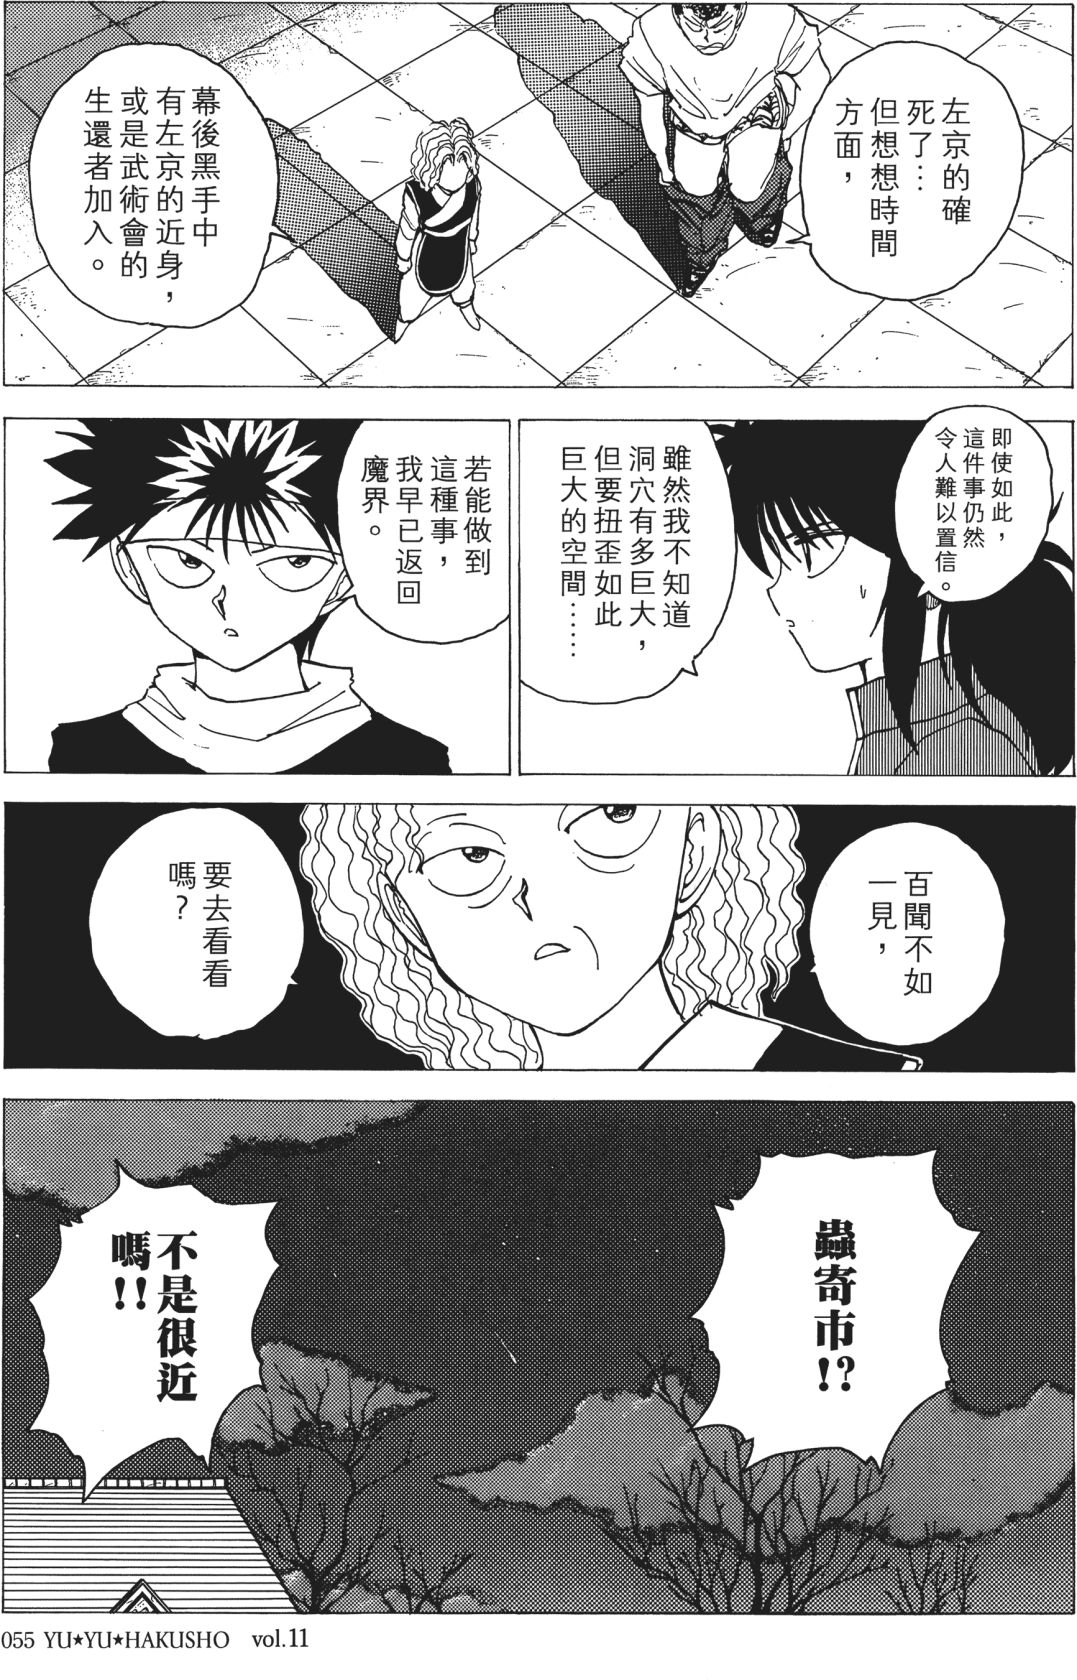 左京的確
死了…
但想想時間
方面，
幕後黑手中
有左京的近身，
或是武術會的
生還者加入。
即使如此，
這件事仍然
令人難以置信。
雖然我不知道
洞穴有多巨大，
但要扭歪如此
巨大的空間……
若能做到
這種事，
我早已返回
魔界。
百聞不如
一見，
要去看看
嗎？
蟲寄市!?
不是很近
嗎!!
055 YU★YU★HAKUSHO vol.11